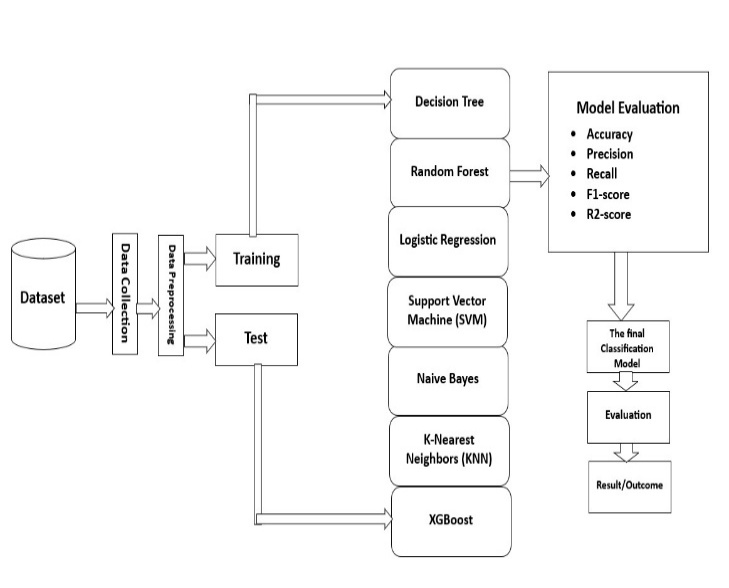 Dataset
Data Collection
Data Preprocessing
Training
Test
Decision Tree
Random Forest
Logistic Regression
Support Vector
Machine (SVM)
Naive Bayes
K-Nearest
Neighbors (KNN)
XGBoost
Model Evaluation
• Accuracy
• Precision
• Recall
• F1-score
• R2-score
The final
Classification
Model
Evaluation
Result/Outcome